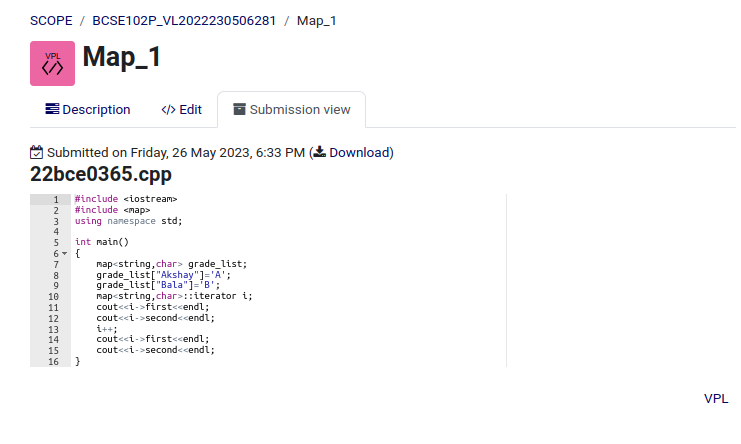 SCOPE / BCSE102P_VL2022230506281 / Map_1
VPL
</>
Map_1
Description </> Edit Submission view
Submitted on Friday, 26 May 2023, 6:33 PM (Download)
22bce0365.cpp
1 #include <iostream>
2 #include <map>
3 using namespace std;
4
5 int main()
6 {
7     map<string,char> grade_list;
8     grade_list["Akshay"]='A';
9     grade_list["Bala"]='B';
10     map<string,char>::iterator i;
11     cout<<i->first<<endl;
12     cout<<i->second<<endl;
13     i++;
14     cout<<i->first<<endl;
15     cout<<i->second<<endl;
16 }
VPL